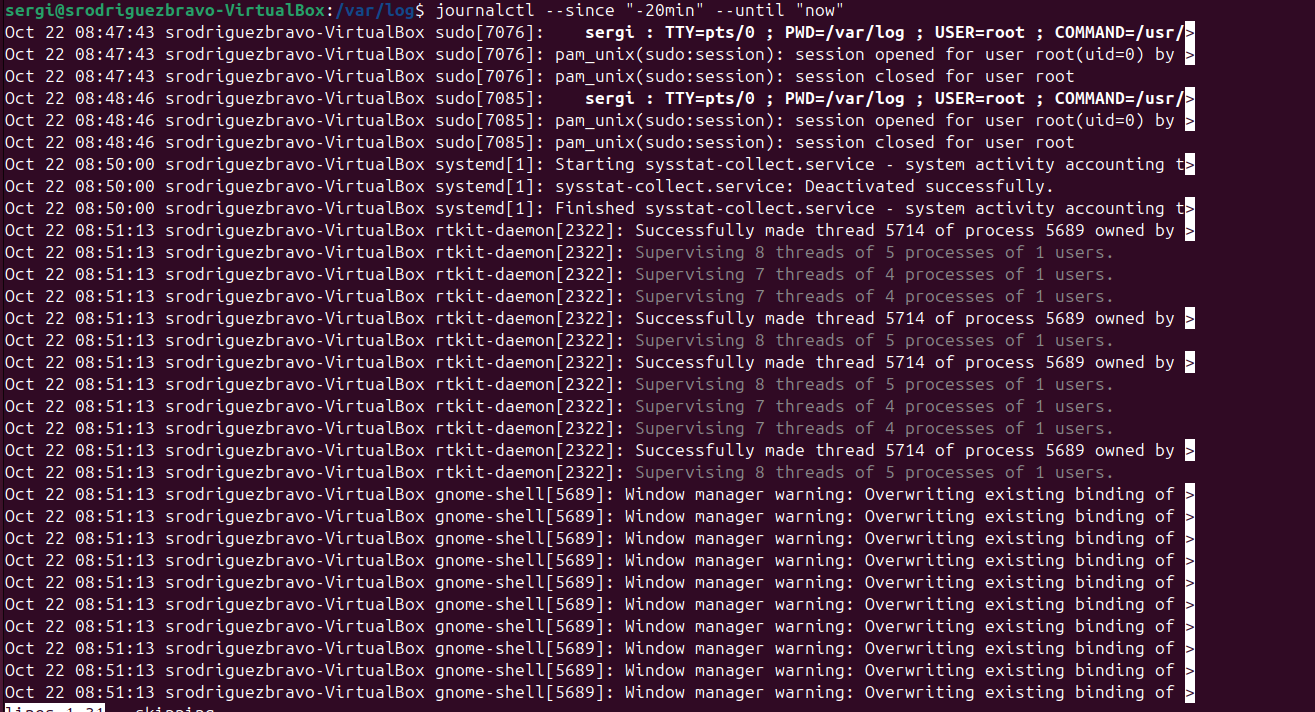 sergi@srodriguezbravo-VirtualBox:/var/log$ journalctl --since "-20min" --until "now"
Oct 22 08:47:43 srodriguezbravo-VirtualBox sudo[7076]:    sergi : TTY=pts/0 ; PWD=/var/log ; USER=root ; COMMAND=/usr/>
Oct 22 08:47:43 srodriguezbravo-VirtualBox sudo[7076]: pam_unix(sudo:session): session opened for user root(uid=0) by >
Oct 22 08:47:43 srodriguezbravo-VirtualBox sudo[7076]: pam_unix(sudo:session): session closed for user root
Oct 22 08:48:46 srodriguezbravo-VirtualBox sudo[7085]:    sergi : TTY=pts/0 ; PWD=/var/log ; USER=root ; COMMAND=/usr/>
Oct 22 08:48:46 srodriguezbravo-VirtualBox sudo[7085]: pam_unix(sudo:session): session opened for user root(uid=0) by >
Oct 22 08:48:46 srodriguezbravo-VirtualBox sudo[7085]: pam_unix(sudo:session): session closed for user root
Oct 22 08:50:00 srodriguezbravo-VirtualBox systemd[1]: Starting sysstat-collect.service - system activity accounting t>
Oct 22 08:50:00 srodriguezbravo-VirtualBox systemd[1]: sysstat-collect.service: Deactivated successfully.
Oct 22 08:50:00 srodriguezbravo-VirtualBox systemd[1]: Finished sysstat-collect.service - system activity accounting t>
Oct 22 08:51:13 srodriguezbravo-VirtualBox rtkit-daemon[2322]: Successfully made thread 5714 of process 5689 owned by >
Oct 22 08:51:13 srodriguezbravo-VirtualBox rtkit-daemon[2322]: Supervising 8 threads of 5 processes of 1 users.
Oct 22 08:51:13 srodriguezbravo-VirtualBox rtkit-daemon[2322]: Supervising 7 threads of 4 processes of 1 users.
Oct 22 08:51:13 srodriguezbravo-VirtualBox rtkit-daemon[2322]: Supervising 7 threads of 4 processes of 1 users.
Oct 22 08:51:13 srodriguezbravo-VirtualBox rtkit-daemon[2322]: Successfully made thread 5714 of process 5689 owned by >
Oct 22 08:51:13 srodriguezbravo-VirtualBox rtkit-daemon[2322]: Supervising 8 threads of 5 processes of 1 users.
Oct 22 08:51:13 srodriguezbravo-VirtualBox rtkit-daemon[2322]: Successfully made thread 5714 of process 5689 owned by >
Oct 22 08:51:13 srodriguezbravo-VirtualBox rtkit-daemon[2322]: Supervising 8 threads of 5 processes of 1 users.
Oct 22 08:51:13 srodriguezbravo-VirtualBox rtkit-daemon[2322]: Supervising 7 threads of 4 processes of 1 users.
Oct 22 08:51:13 srodriguezbravo-VirtualBox rtkit-daemon[2322]: Supervising 7 threads of 4 processes of 1 users.
Oct 22 08:51:13 srodriguezbravo-VirtualBox rtkit-daemon[2322]: Successfully made thread 5714 of process 5689 owned by >
Oct 22 08:51:13 srodriguezbravo-VirtualBox rtkit-daemon[2322]: Supervising 8 threads of 5 processes of 1 users.
Oct 22 08:51:13 srodriguezbravo-VirtualBox gnome-shell[5689]: Window manager warning: Overwriting existing binding of >
Oct 22 08:51:13 srodriguezbravo-VirtualBox gnome-shell[5689]: Window manager warning: Overwriting existing binding of >
Oct 22 08:51:13 srodriguezbravo-VirtualBox gnome-shell[5689]: Window manager warning: Overwriting existing binding of >
Oct 22 08:51:13 srodriguezbravo-VirtualBox gnome-shell[5689]: Window manager warning: Overwriting existing binding of >
Oct 22 08:51:13 srodriguezbravo-VirtualBox gnome-shell[5689]: Window manager warning: Overwriting existing binding of >
Oct 22 08:51:13 srodriguezbravo-VirtualBox gnome-shell[5689]: Window manager warning: Overwriting existing binding of >
Oct 22 08:51:13 srodriguezbravo-VirtualBox gnome-shell[5689]: Window manager warning: Overwriting existing binding of >
Oct 22 08:51:13 srodriguezbravo-VirtualBox gnome-shell[5689]: Window manager warning: Overwriting existing binding of >
Oct 22 08:51:13 srodriguezbravo-VirtualBox gnome-shell[5689]: Window manager warning: Overwriting existing binding of >
Oct 22 08:51:13 srodriguezbravo-VirtualBox gnome-shell[5689]: Window manager warning: Overwriting existing binding of >